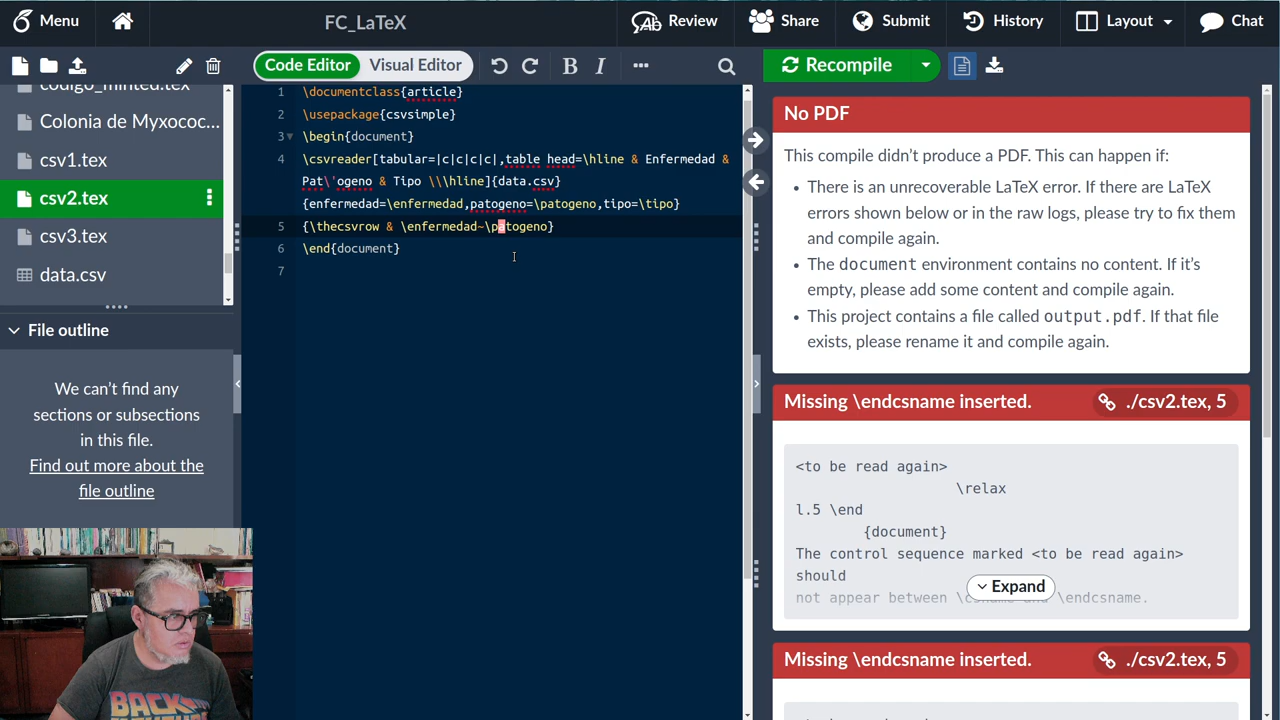 Menu
FC_LaTeX
Review
Share
Submit
History
Layout
Chat
Code Editor
Visual Editor
B
I
Recompile
codigo_minted.tex
Colonia de Myxococ...
csv1.tex
csv2.tex
csv3.tex
data.csv
File outline
We can't find any
sections or subsections
in this file.
Find out more about the
file outline
1 \documentclass{article}
2 \usepackage{csvsimple}
3 \begin{document}
4 \csvreader[tabular=|c|c|c|c|,table head=\hline & Enfermedad &
Pat\'ogeno & Tipo \\\hline]{data.csv}
{enfermedad=\enfermedad,patogeno=\patogeno,tipo=\tipo}
5 {\thecsvrow & \enfermedad~\patogeno}
6 \end{document}
7
No PDF
This compile didn't produce a PDF. This can happen if:
• There is an unrecoverable LaTeX error. If there are LaTeX
errors shown below or in the raw logs, please try to fix them
and compile again.
• The document environment contains no content. If it's
empty, please add some content and compile again.
• This project contains a file called output.pdf. If that file
exists, please rename it and compile again.
Missing \endcsname inserted.
./csv2.tex, 5
<to be read again>
\relax
l.5 \end
{document}
The control sequence marked <to be read again>
should
not appear between \csname and \endcsname.
Expand
Missing \endcsname inserted.
./csv2.tex, 5
BACK
FUTURE